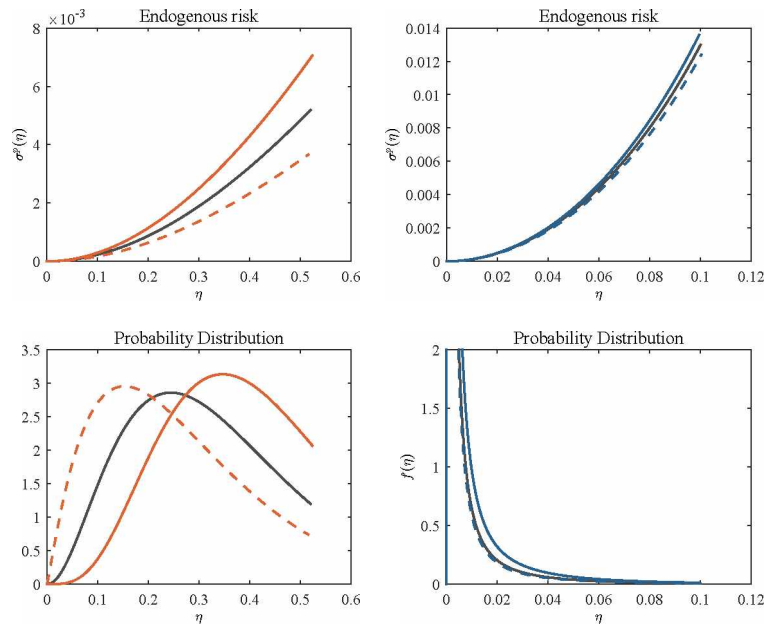 Endogenous risk
×10⁻³
8
6
4
2
0
σᵖ(η)
0 0.1 0.2 0.3 0.4 0.5 0.6
η
Endogenous risk
0.014
0.012
0.01
0.008
0.006
0.004
0.002
0
σᵖ(η)
0 0.02 0.04 0.06 0.08 0.1 0.12
η
Probability Distribution
3.5
3
2.5
2
1.5
1
0.5
0
0 0.1 0.2 0.3 0.4 0.5 0.6
η
Probability Distribution
2
1.5
1
0.5
0
f(η)
0 0.02 0.04 0.06 0.08 0.1 0.12
η